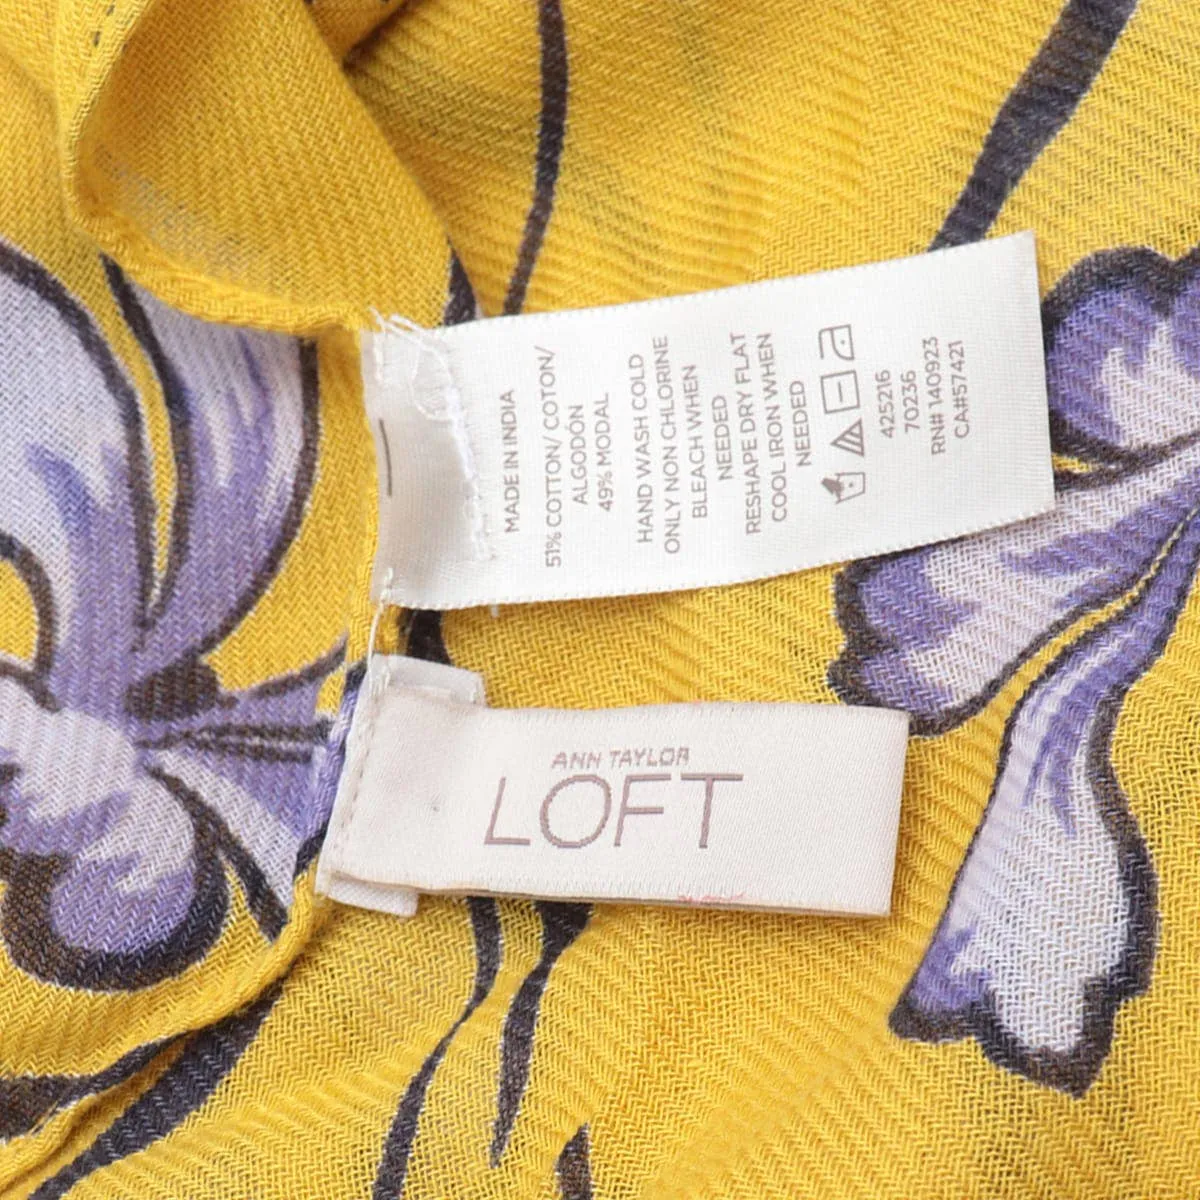 MADE IN INDIA
51% COTTON/ COTTON/
ALGODÓN
49% MODAL
HAND WASH COLD
ONLY NON CHLORINE
BLEACH WHEN
NEEDED
RESHAPE DRY FLAT
COOL IRON WHEN
NEEDED
425216
70236
RN# 140923
CA#57421
ANN TAYLOR
LOFT